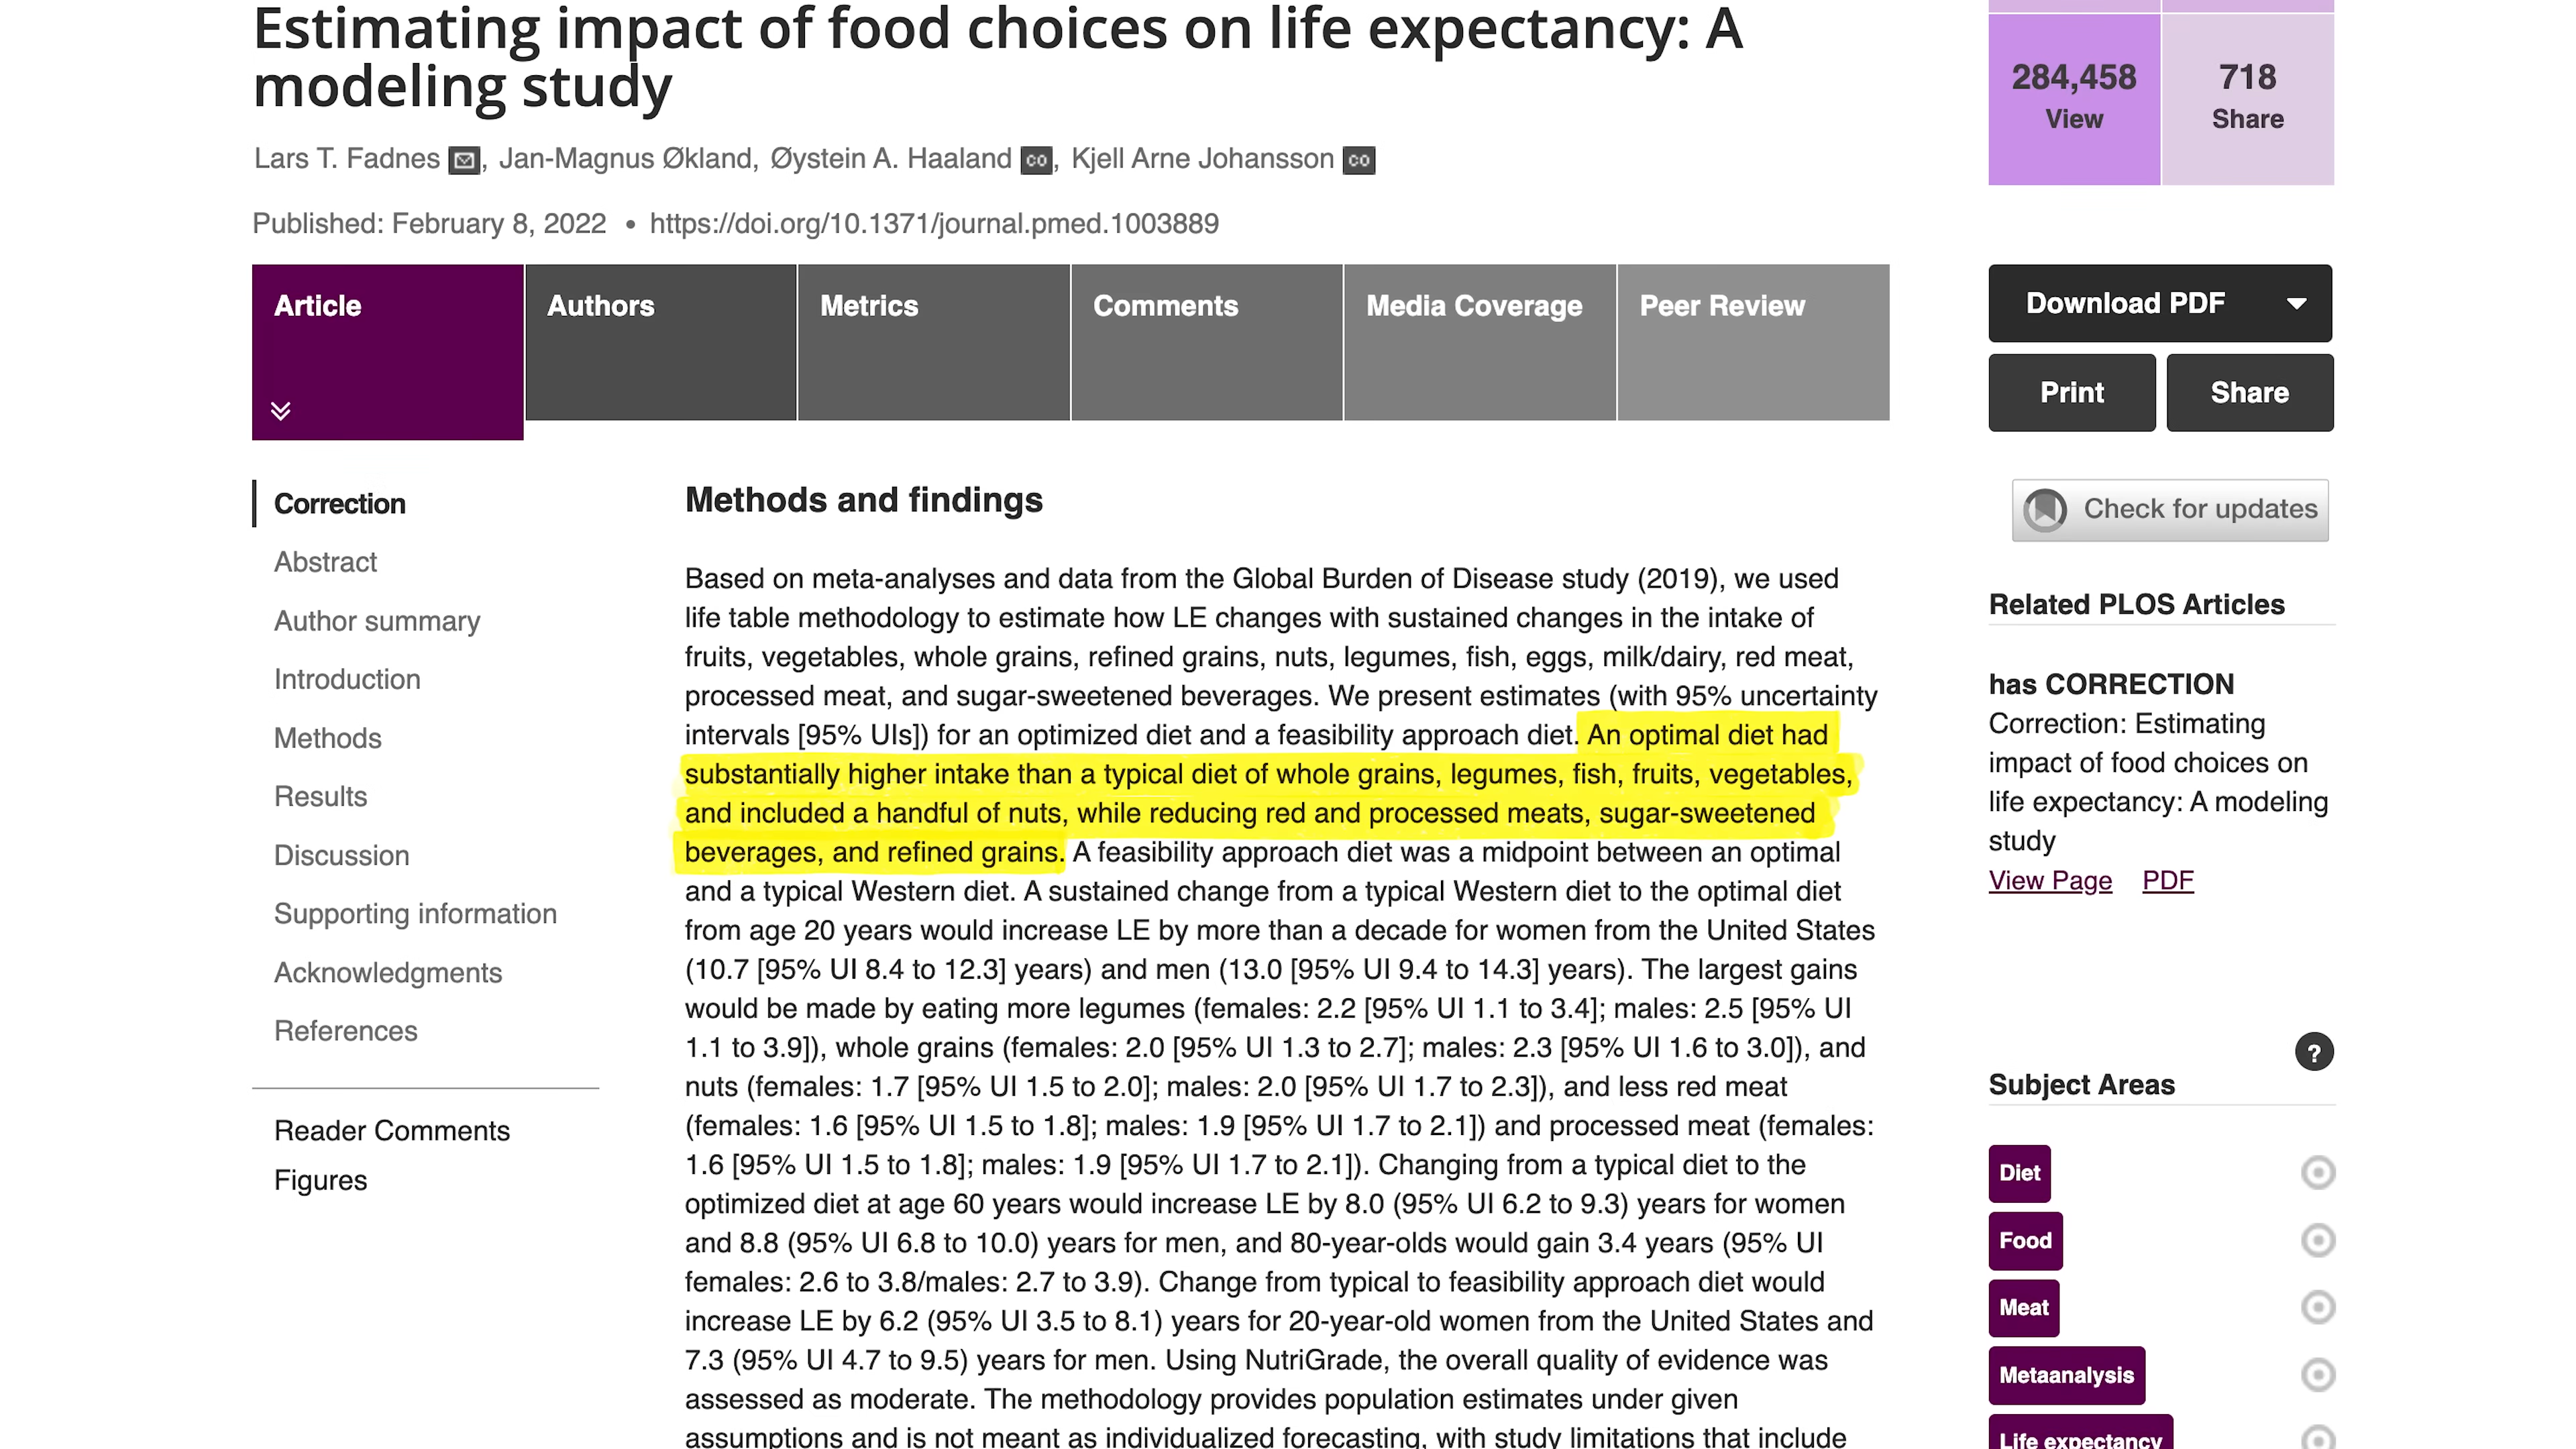 Estimating impact of food choices on life expectancy: A
modeling study
Lars T. Fadnes, Jan-Magnus Økland, Øystein A. Haaland co, Kjell Arne Johansson co
Published: February 8, 2022 • https://doi.org/10.1371/journal.pmed.1003889
284,458
View
718
Share
Article
Authors
Metrics
Comments
Media Coverage
Peer Review
Download PDF
Print
Share
Check for updates
Correction
Abstract
Author summary
Introduction
Methods
Results
Discussion
Supporting information
Acknowledgments
References
Reader Comments
Figures
Methods and findings
Based on meta-analyses and data from the Global Burden of Disease study (2019), we used
life table methodology to estimate how LE changes with sustained changes in the intake of
fruits, vegetables, whole grains, refined grains, nuts, legumes, fish, eggs, milk/dairy, red meat,
processed meat, and sugar-sweetened beverages. We present estimates (with 95% uncertainty
intervals [95% UIs]) for an optimized diet and a feasibility approach diet. An optimal diet had
substantially higher intake than a typical diet of whole grains, legumes, fish, fruits, vegetables,
and included a handful of nuts, while reducing red and processed meats, sugar-sweetened
beverages, and refined grains. A feasibility approach diet was a midpoint between an optimal
and a typical Western diet. A sustained change from a typical Western diet to the optimal diet
from age 20 years would increase LE by more than a decade for women from the United States
(10.7 [95% UI 8.4 to 12.3] years) and men (13.0 [95% UI 9.4 to 14.3] years). The largest gains
would be made by eating more legumes (females: 2.2 [95% UI 1.1 to 3.4]; males: 2.5 [95% UI
1.1 to 3.9]), whole grains (females: 2.0 [95% UI 1.3 to 2.7]; males: 2.3 [95% UI 1.6 to 3.0]), and
nuts (females: 1.7 [95% UI 1.5 to 2.0]; males: 2.0 [95% UI 1.7 to 2.3]), and less red meat
(females: 1.6 [95% UI 1.5 to 1.8]; males: 1.9 [95% UI 1.7 to 2.1]) and processed meat (females:
1.6 [95% UI 1.5 to 1.8]; males: 1.9 [95% UI 1.7 to 2.1]). Changing from a typical diet to the
optimized diet at age 60 years would increase LE by 8.0 (95% UI 6.2 to 9.3) years for women
and 8.8 (95% UI 6.8 to 10.0) years for men, and 80-year-olds would gain 3.4 years (95% UI
females: 2.6 to 3.8/males: 2.7 to 3.9). Change from typical to feasibility approach diet would
increase LE by 6.2 (95% UI 3.5 to 8.1) years for 20-year-old women from the United States and
7.3 (95% UI 4.7 to 9.5) years for men. Using NutriGrade, the overall quality of evidence was
assessed as moderate. The methodology provides population estimates under given
assumptions and is not meant as individualized forecasting, with study limitations that include
Related PLOS Articles
has CORRECTION
Correction: Estimating
impact of food choices on
life expectancy: A modeling
study
View Page PDF
?
Subject Areas
Diet
Food
Meat
Metaanalysis
Life expectancy